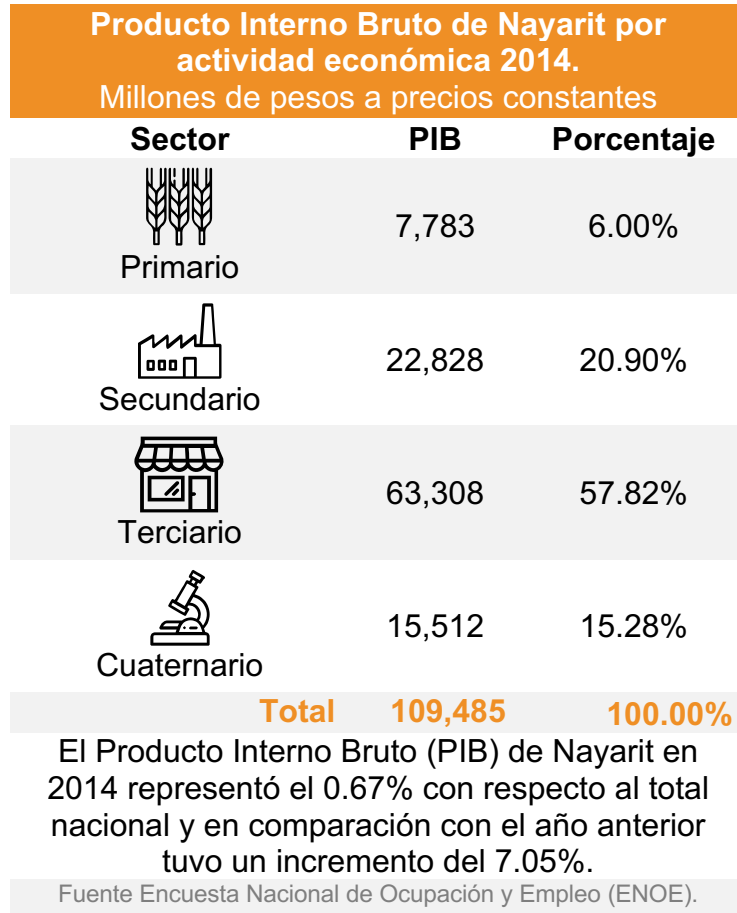 Producto Interno Bruto de Nayarit por
actividad económica 2014.
Millones de pesos a precios constantes
Sector PIB Porcentaje
7,783 6.00%
Primario
22,828 20.90%
Secundario
63,308 57.82%
Terciario
15,512 15.28%
Cuaternario
Total 109,485 100.00%
El Producto Interno Bruto (PIB) de Nayarit en
2014 representó el 0.67% con respecto al total
nacional y en comparación con el año anterior
tuvo un incremento del 7.05%.
Fuente Encuesta Nacional de Ocupación y Empleo (ENOE).